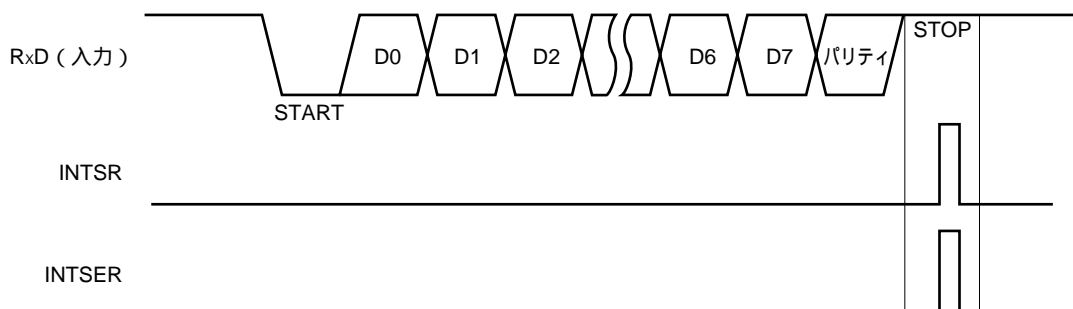 STOP
RxD（入力） D0 D1 D2 D6 D7 パリティ
START
INTSR
INTSER